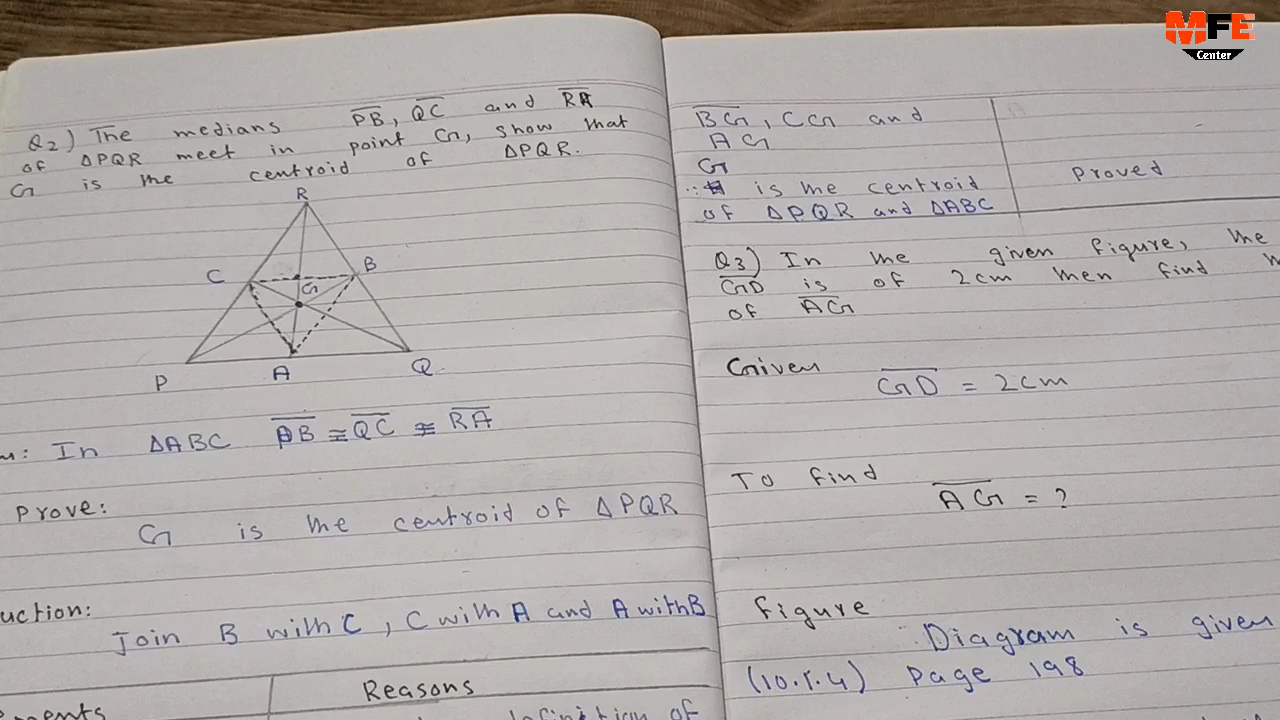 MFE
Center
Q2) The medians PB, QC and RA
of ΔPQR meet in point G, show that
G is the centroid of ΔPQR.
R
C
B
G
P
A
Q
: In ΔABC PB ≅ QC ≅ RA
Prove:
G is the centroid of ΔPQR
uction:
Join B with C, C with A and A with B
ements
Reasons
of
BG, CG and
AG
G
∴ is the centroid
of ΔPQR and ΔABC
Proved
Q3) In the given figure, the
GD is of 2cm then find
of AG
Given
GD = 2cm
To find
AG = ?
Figure
Diagram is given
(10.1.4) Page 198